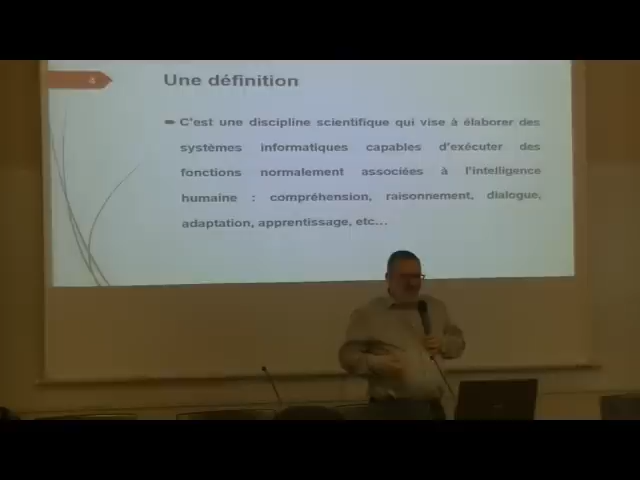 4
Une définition
C'est une discipline scientifique qui vise à élaborer des
systèmes informatiques capables d'exécuter des
fonctions normalement associées à l'intelligence
humaine : compréhension, raisonnement, dialogue,
adaptation, apprentissage, etc...